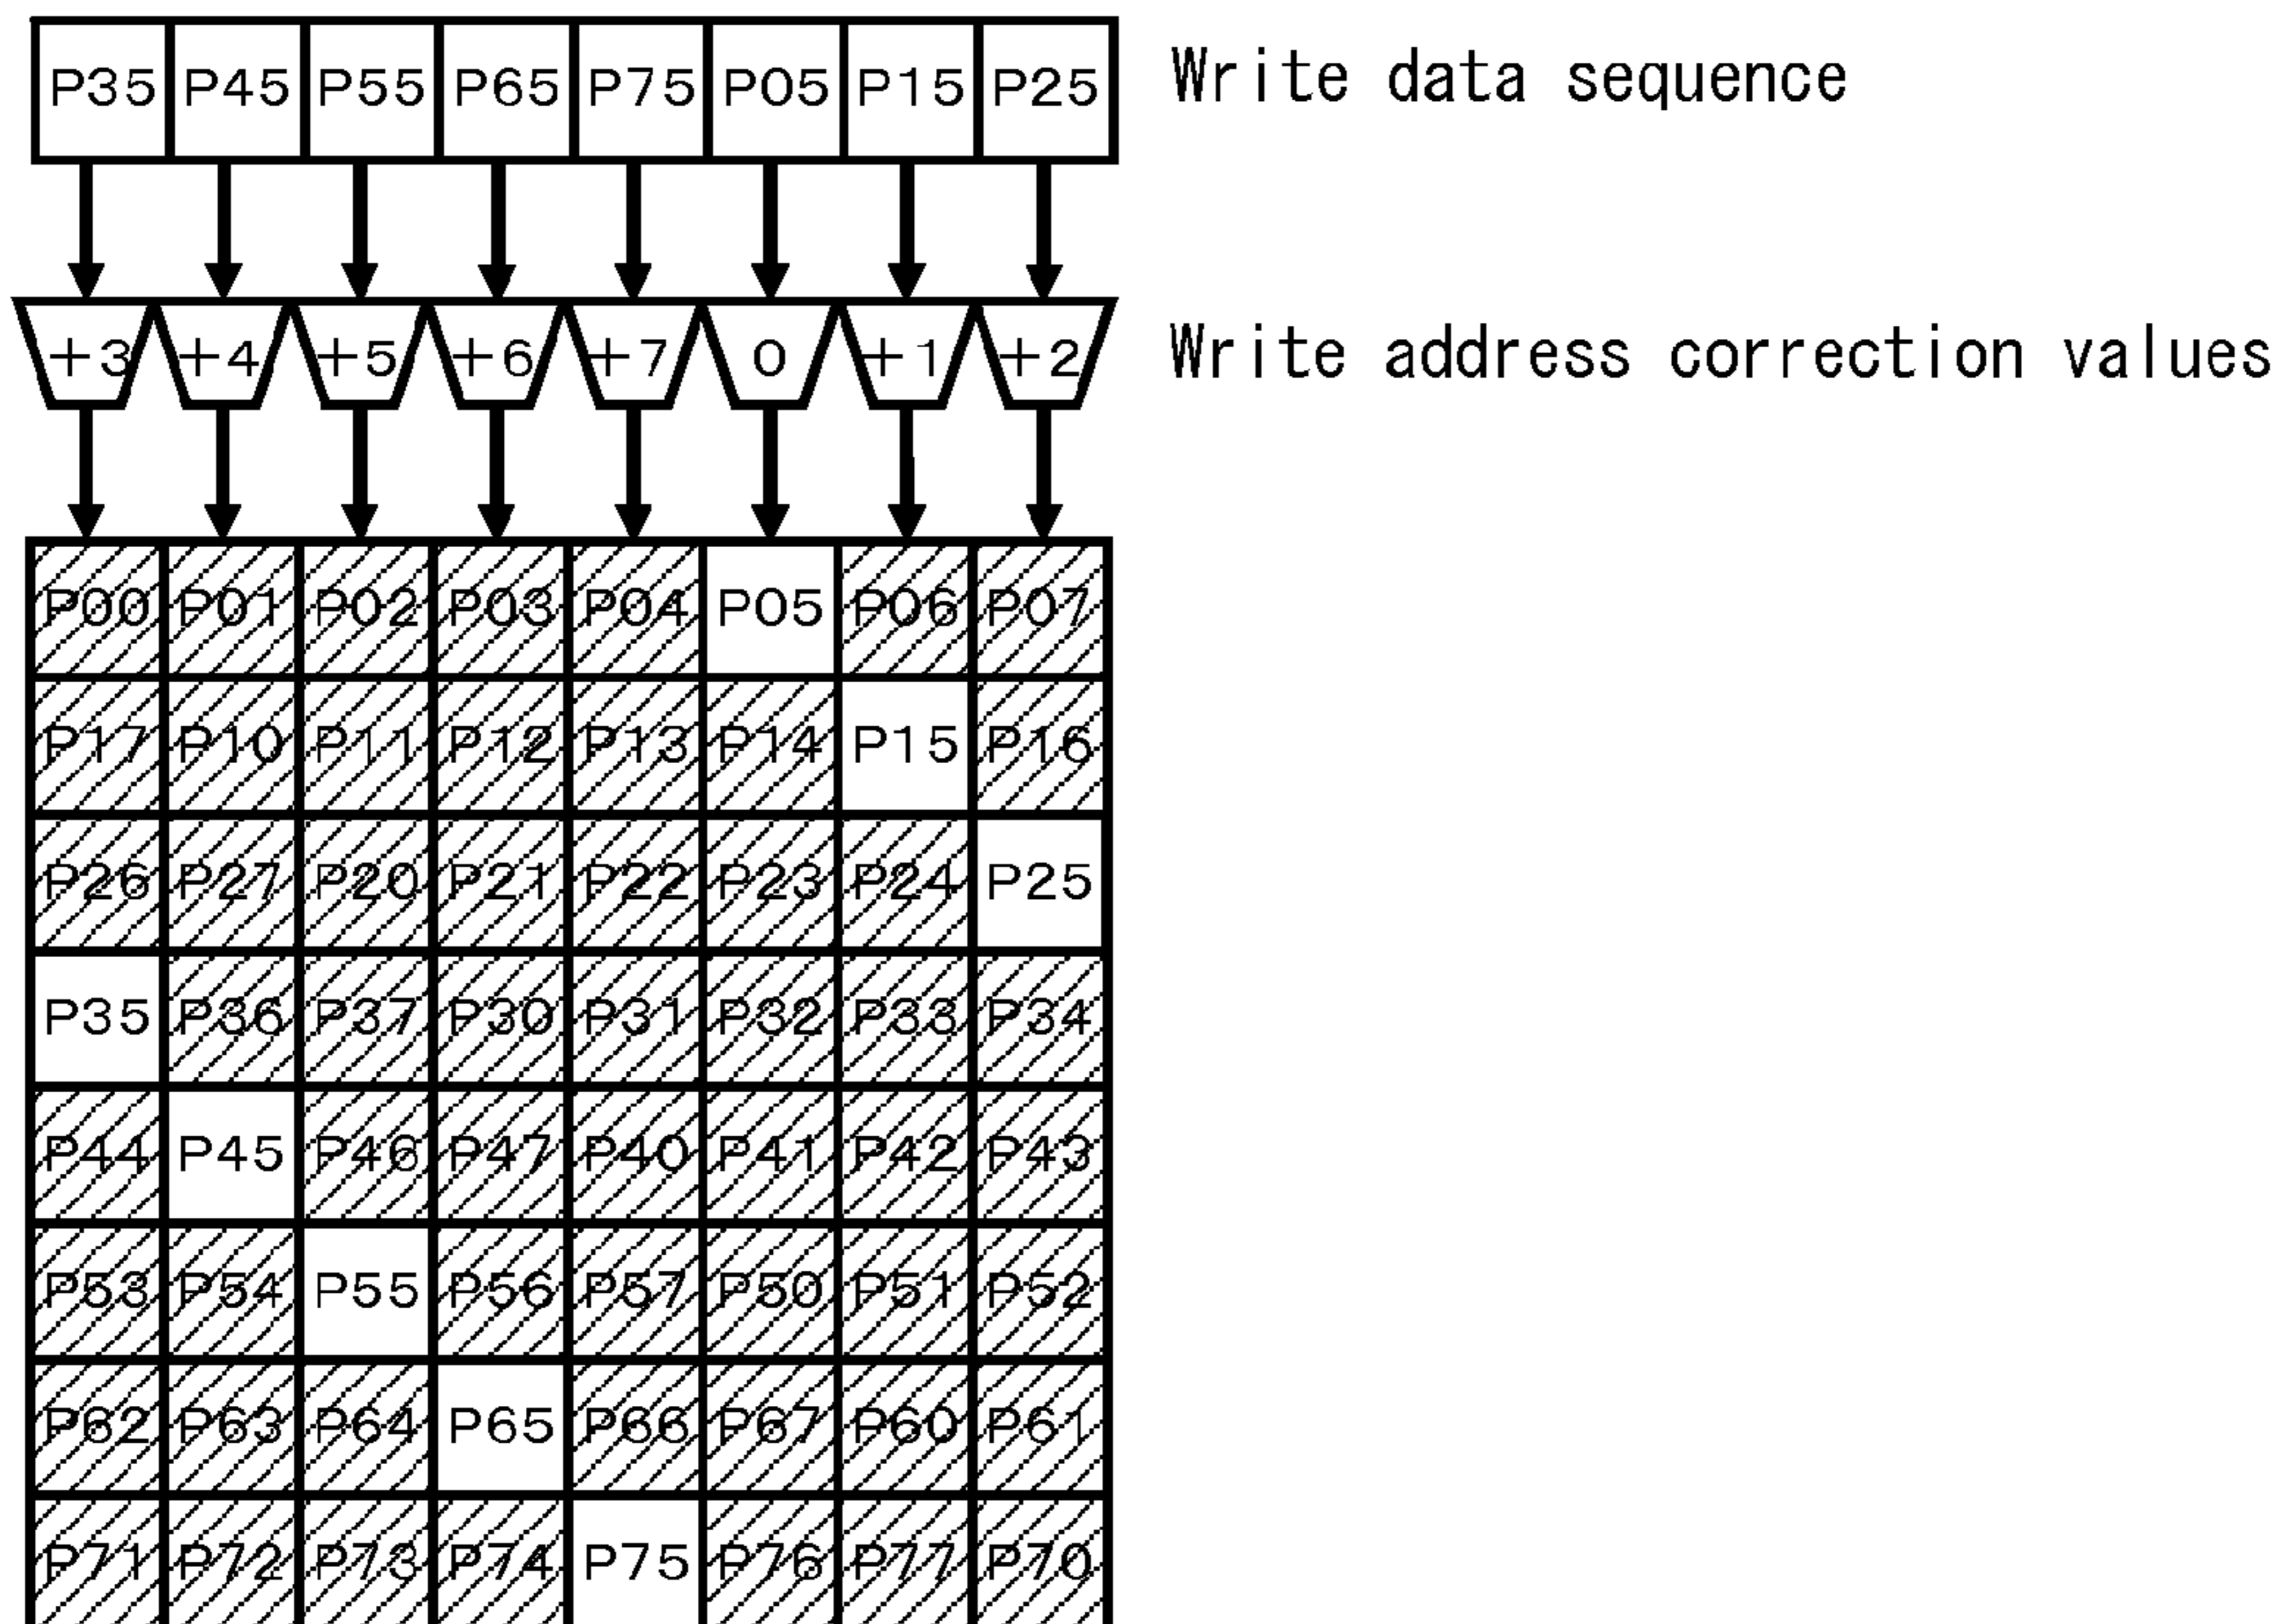 P35 P45 P55 P65 P75 P05 P15 P25 Write data sequence
+3 +4 +5 +6 +7 0 +1 +2 Write address correction values
P00 P01 P02 P03 P04 P05 P06 P07
P17 P10 P11 P12 P13 P14 P15 P16
P26 P27 P20 P21 P22 P23 P24 P25
P35 P36 P37 P30 P31 P32 P33 P34
P44 P45 P46 P47 P40 P41 P42 P43
P53 P54 P55 P56 P57 P50 P51 P52
P62 P63 P64 P65 P66 P67 P60 P61
P71 P72 P73 P74 P75 P76 P77 P70